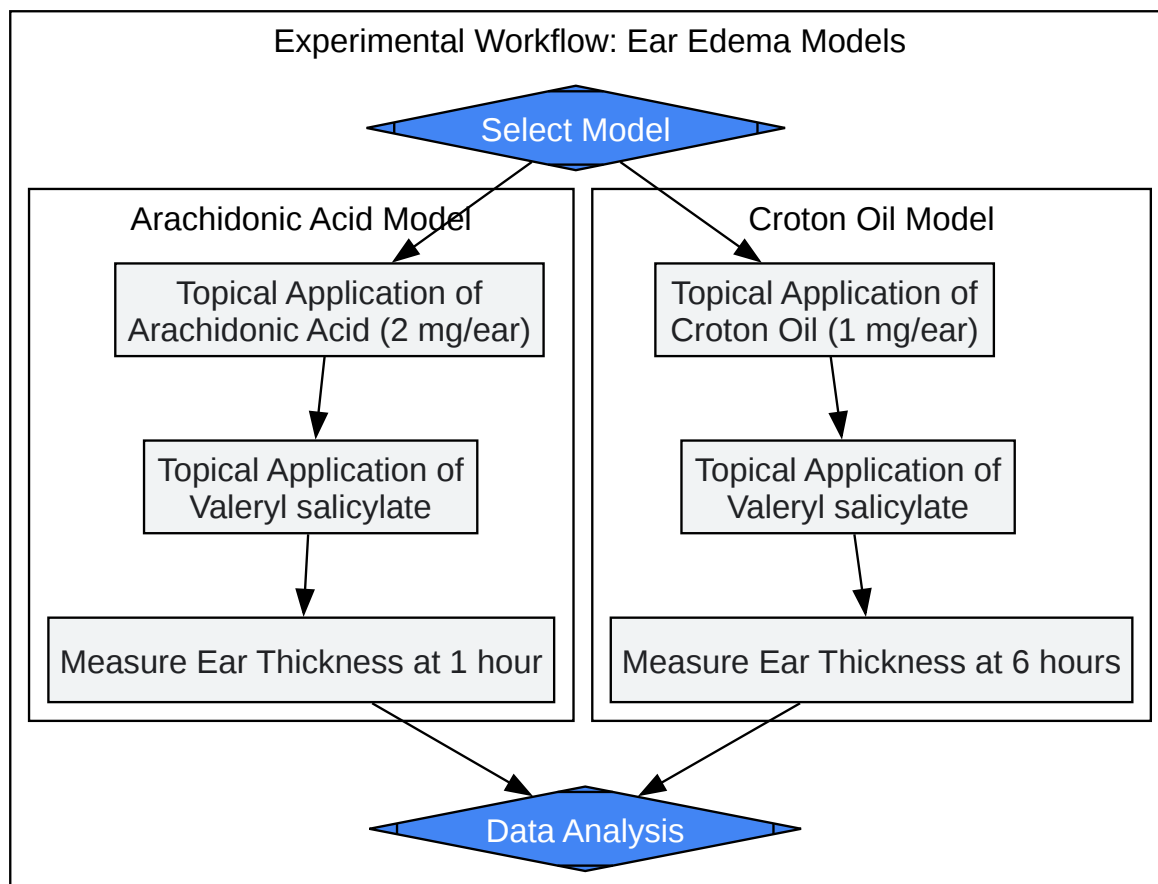 Experimental Workflow: Ear Edema Models
Select Model
Arachidonic Acid Model
Topical Application of
Arachidonic Acid (2 mg/ear)
Topical Application of
Valeryl salicylate
Measure Ear Thickness at 1 hour
Croton Oil Model
Topical Application of
Croton Oil (1 mg/ear)
Topical Application of
Valeryl salicylate
Measure Ear Thickness at 6 hours
Data Analysis